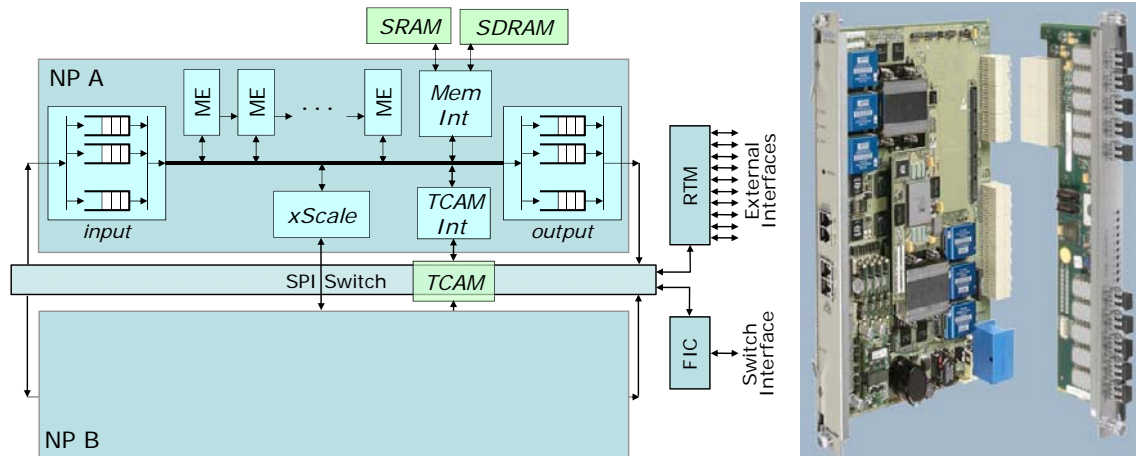 SRAM
SDRAM
NP A
ME
ME
. . .
ME
Mem
Int
input
xScale
TCAM
Int
output
RTM
External
Interfaces
SPI Switch
TCAM
FIC
Switch
Interface
NP B